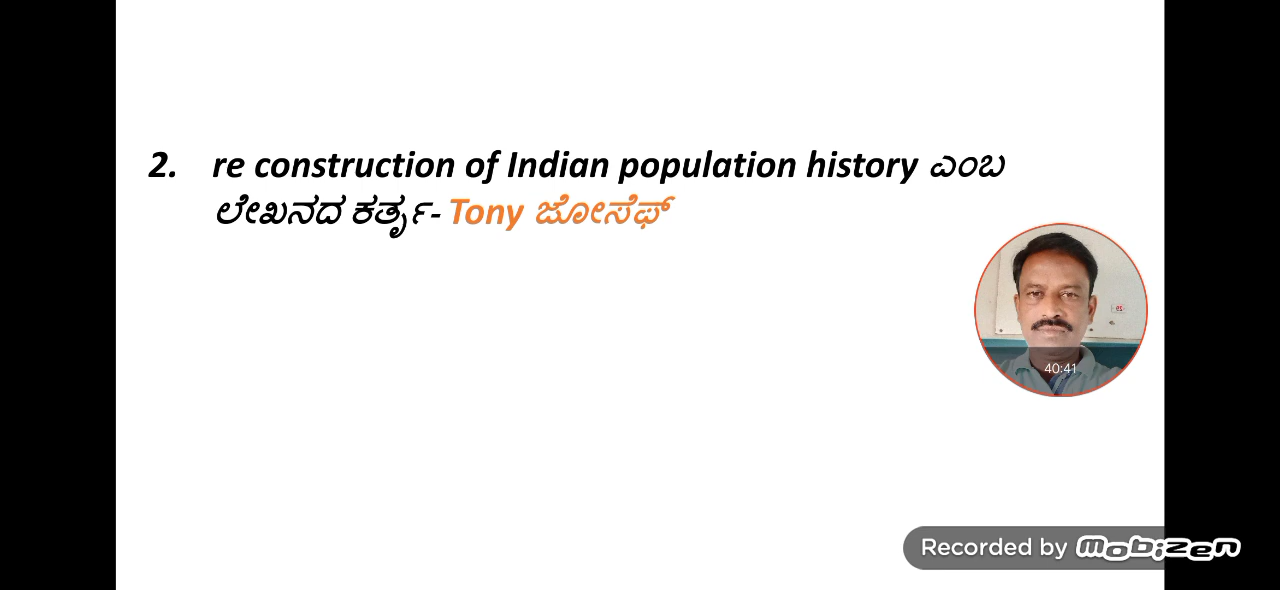 2. re construction of Indian population history ಎಂಬ
ಲೇಖನದ ಕರ್ತೃ- Tony ಜೋಸೆಫ್
40:41
Recorded by mobizen